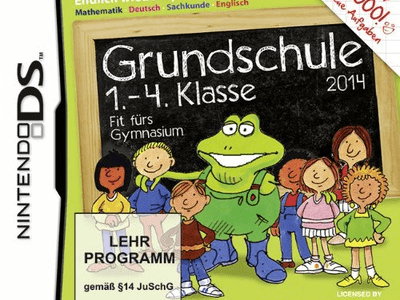 Mathematik Deutsch Sachkunde Englisch
Grundschule
1.-4. Klasse
2014
Fit fürs
Gymnasium
NINTENDO DS™
LEHR
PROGRAMM
gemäß §14 JuSchG
LICENSED BY